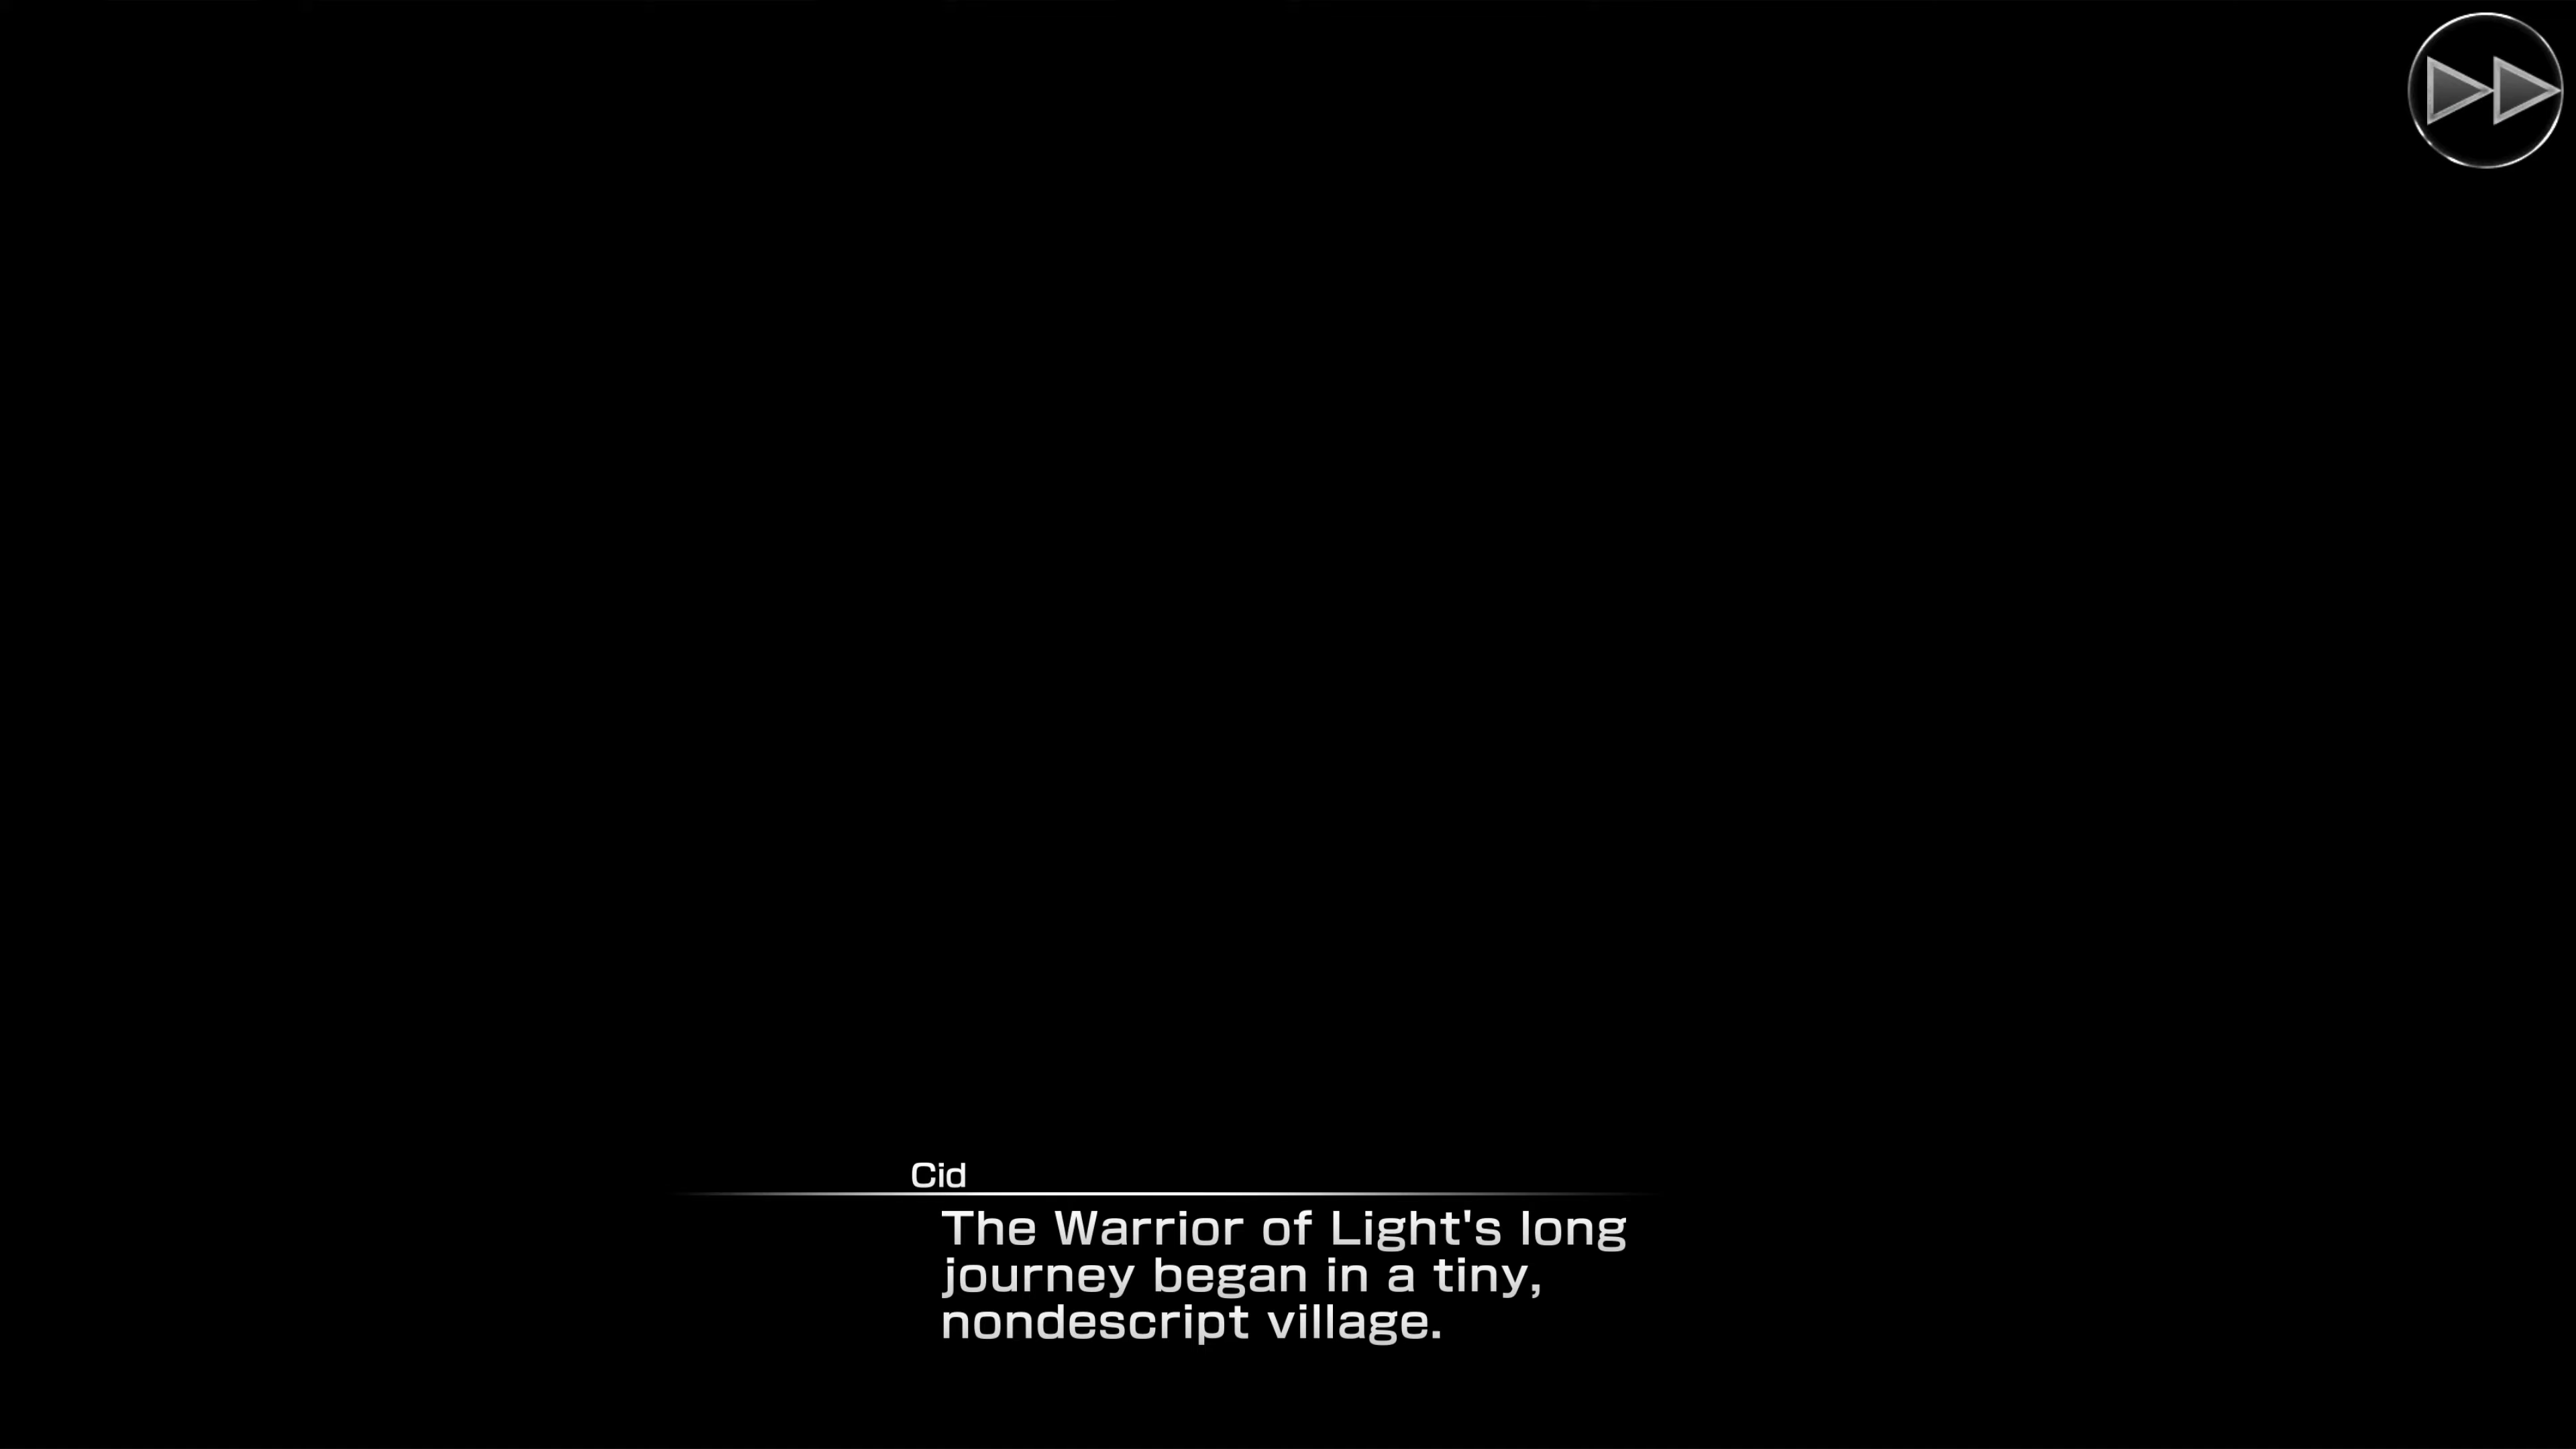 Cid
The Warrior of Light's long
journey began in a tiny,
nondescript village.